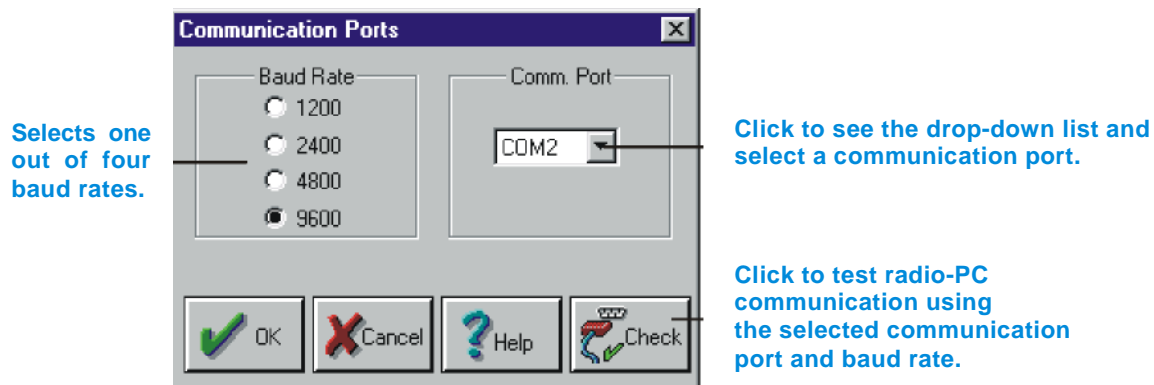 Communication Ports
Baud Rate
1200
2400
4800
9600
Comm. Port
COM2
Selects one
out of four
baud rates.
Click to see the drop-down list and
select a communication port.
OK
Cancel
Help
Check
Click to test radio-PC
communication using
the selected communication
port and baud rate.